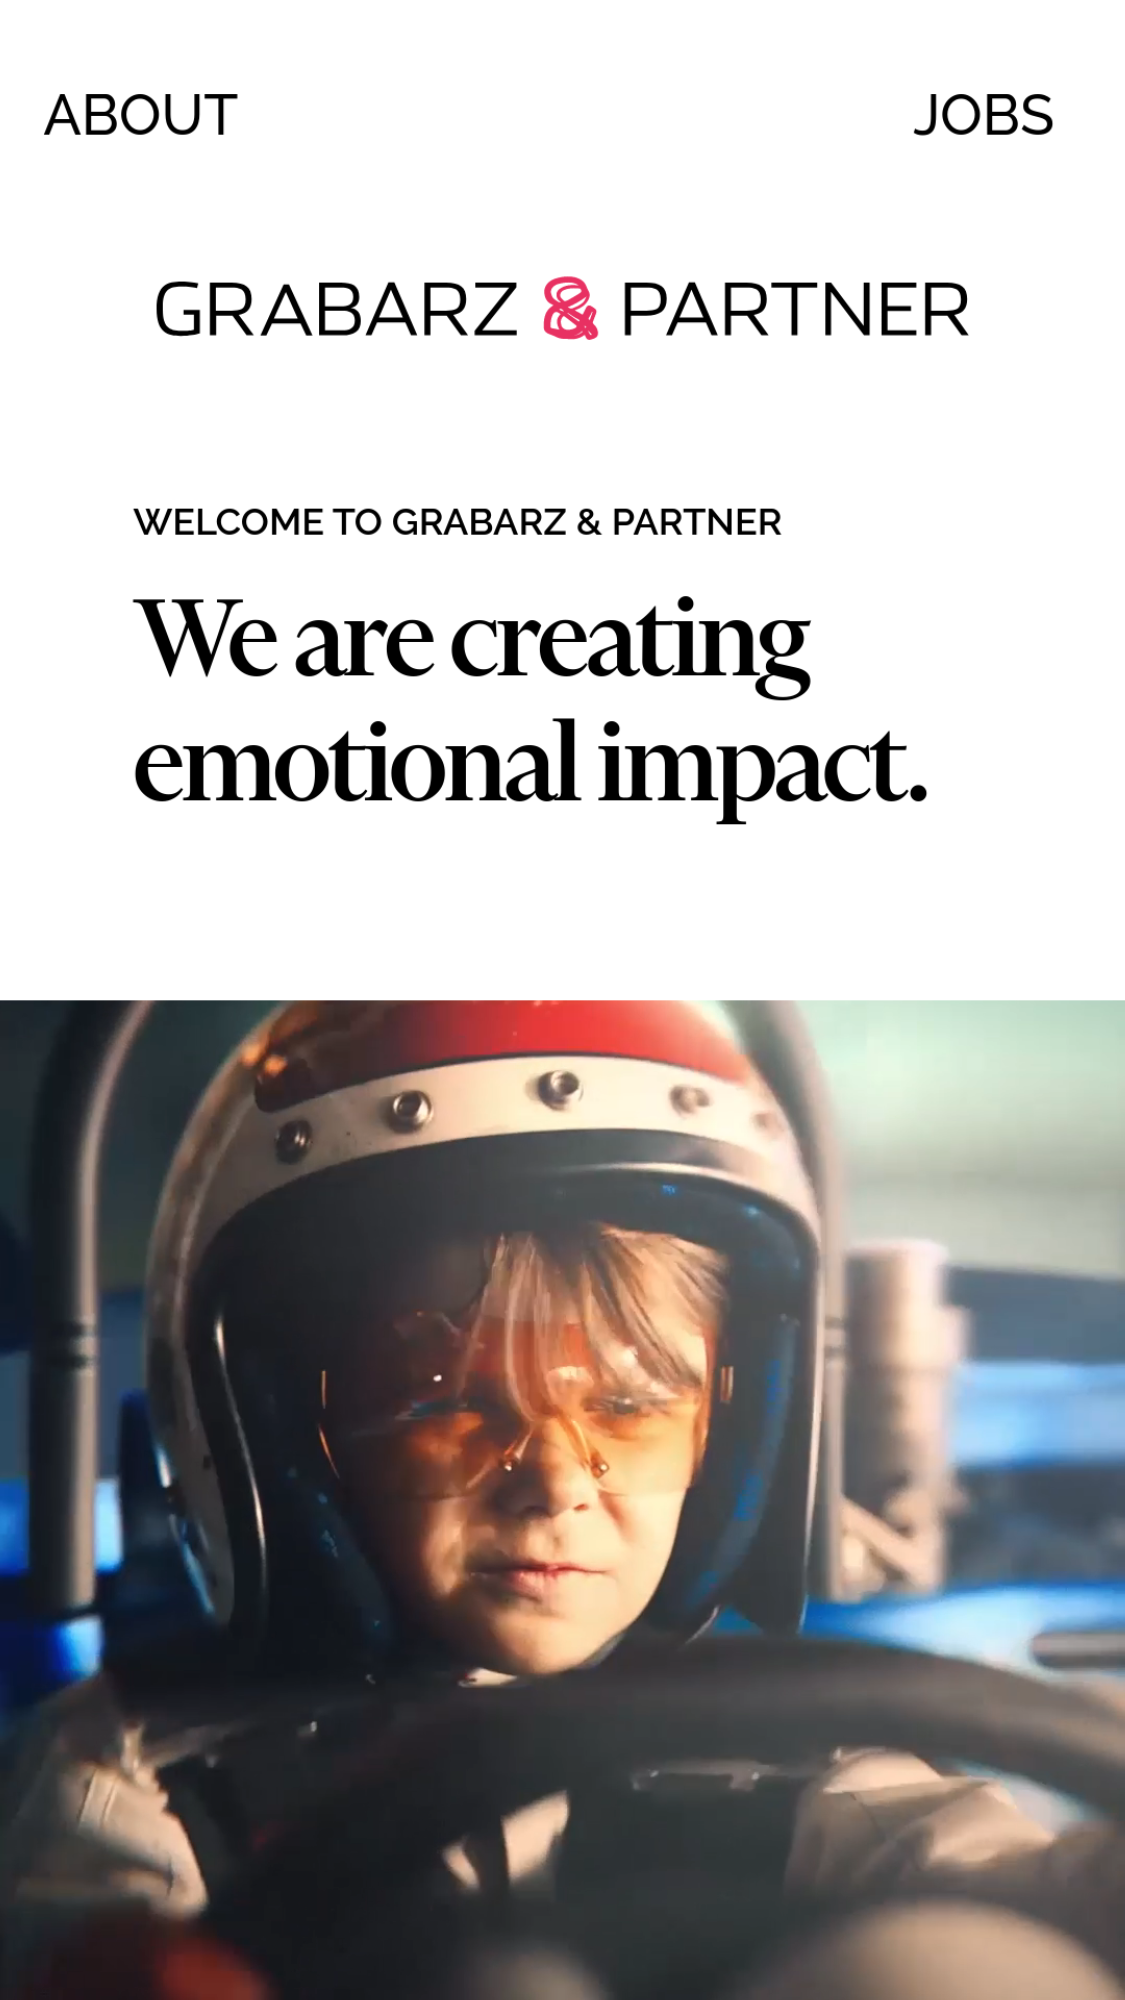 ABOUT JOBS
GRABARZ & PARTNER
WELCOME TO GRABARZ & PARTNER
We are creating
emotional impact.